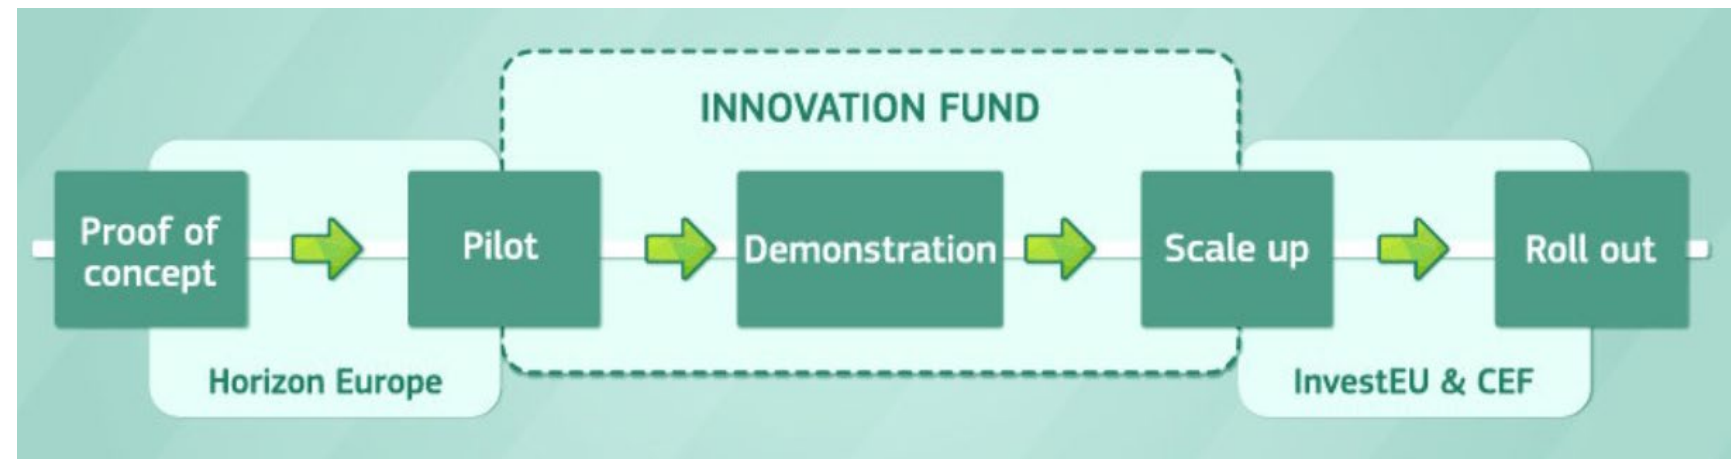 INNOVATION FUND
Proof of
concept
Pilot
Demonstration
Scale up
Roll out
Horizon Europe
InvestEU & CEF